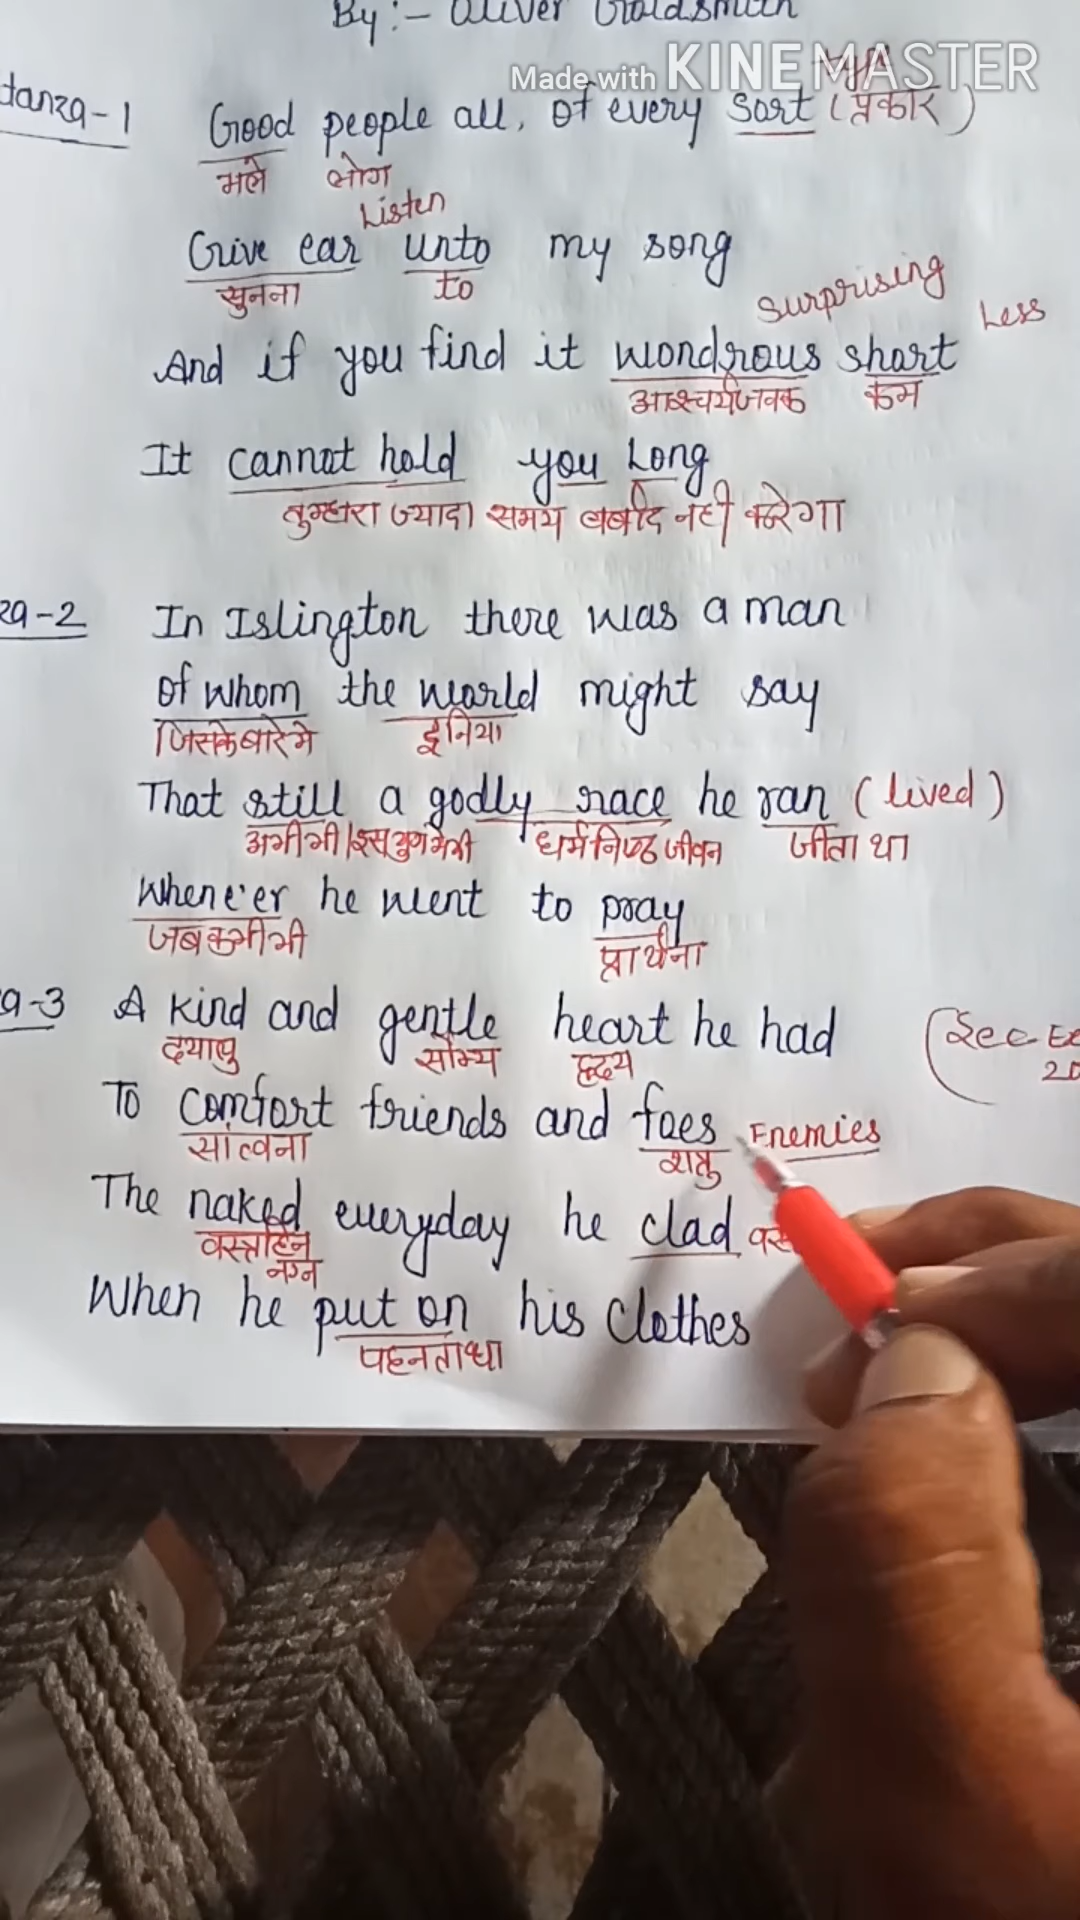 By :- Oliver Goldsmith
Made with KINEMASTER
tanza-1
Good people all, of every sort (प्रकार)
भले लोग
Listen
Give ear unto my song
सुनना to
Surprising Less
And if you find it wondrous short
आश्चर्यजनक कम
It cannot hold you Long
तुम्हारा ज्यादा समय बर्बाद नही करेगा
za-2 In Islington there was a man
of whom the world might say
जिसके बारे मे दुनिया
That still a godly race he ran (lived)
अभी भी/इस युग मे भी धर्मनिष्ठ जीवन जीता था
Whene'er he went to pray
जब कभी भी प्रार्थना
a-3 A kind and gentle heart he had
दयालु सौम्य हृदय
To comfort friends and foes Enemies
सांत्वना शत्रु
The naked everyday he clad
वस्त्रहिन
नग्न
When he put on his clothes
पहनता था